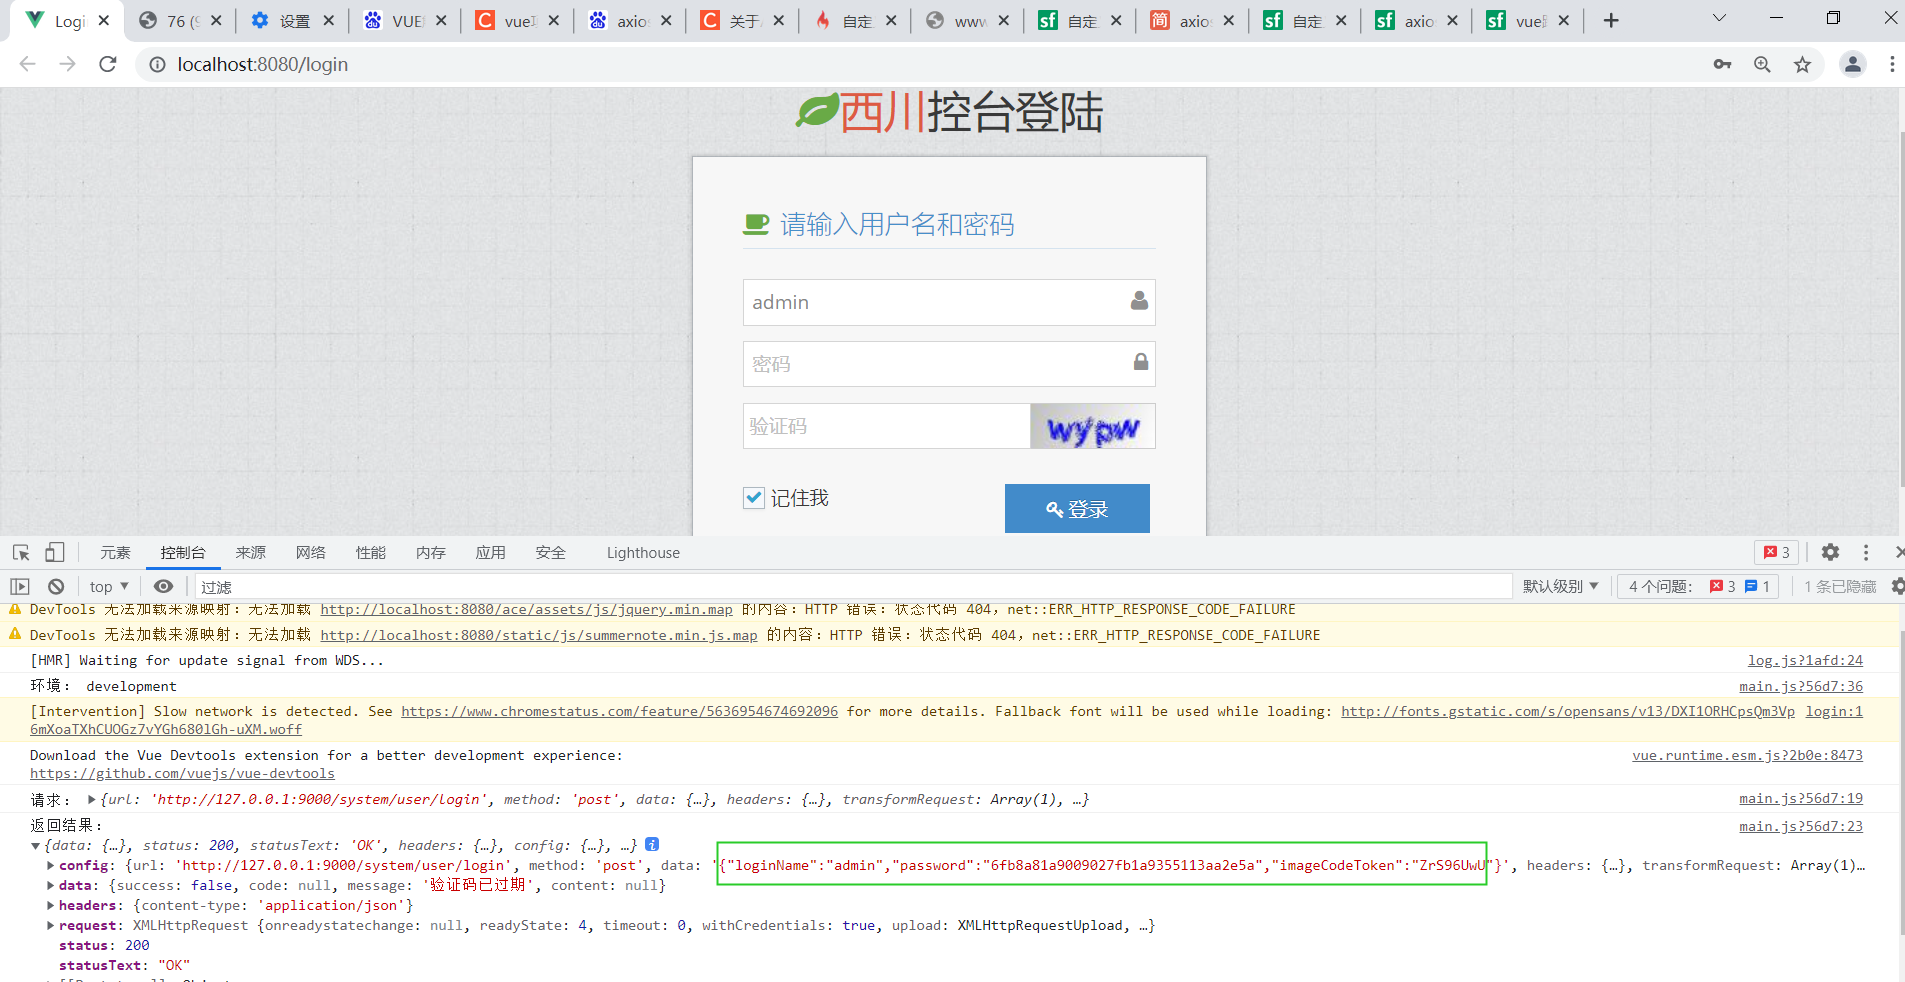 Logi
76 (9
设置
VUE
vue
axio
关于
自定
www
自定
axio
自定
axio
vue
localhost:8080/login
西川控台登陆
请输入用户名和密码
admin
密码
验证码
wypw
记住我
登录
元素 控制台 来源 网络 性能 内存 应用 安全 Lighthouse
3
top
过滤
默认级别
4 个问题: 3 1
1 条已隐藏
DevTools 无法加载来源映射: 无法加载 http://localhost:8080/ace/assets/js/jquery.min.map 的内容: HTTP 错误: 状态代码 404, net::ERR_HTTP_RESPONSE_CODE_FAILURE
DevTools 无法加载来源映射: 无法加载 http://localhost:8080/static/js/summernote.min.js.map 的内容: HTTP 错误: 状态代码 404, net::ERR_HTTP_RESPONSE_CODE_FAILURE
[HMR] Waiting for update signal from WDS... log.js?1afd:24
环境: development main.js?56d7:36
[Intervention] Slow network is detected. See https://www.chromestatus.com/feature/5636954674692096 for more details. Fallback font will be used while loading: http://fonts.gstatic.com/s/opensans/v13/DXI1ORHCpsQm3Vp login:1
6mXoaTXhCUOGz7vYGh680lGh-uXM.woff
Download the Vue Devtools extension for a better development experience: vue.runtime.esm.js?2b0e:8473
https://github.com/vuejs/vue-devtools
请求: {url: 'http://127.0.0.1:9000/system/user/login', method: 'post', data: {…}, headers: {…}, transformRequest: Array(1), …} main.js?56d7:19
返回结果: main.js?56d7:23
{data: {…}, status: 200, statusText: 'OK', headers: {…}, config: {…}, …}
config: {url: 'http://127.0.0.1:9000/system/user/login', method: 'post', data: '{"loginName":"admin","password":"6fb8a81a9009027fb1a9355113aa2e5a","imageCodeToken":"ZrS96UwU"}', headers: {…}, transformRequest: Array(1)…
data: {success: false, code: null, message: '验证码已过期', content: null}
headers: {content-type: 'application/json'}
request: XMLHttpRequest {onreadystatechange: null, readyState: 4, timeout: 0, withCredentials: true, upload: XMLHttpRequestUpload, …}
status: 200
statusText: "OK"